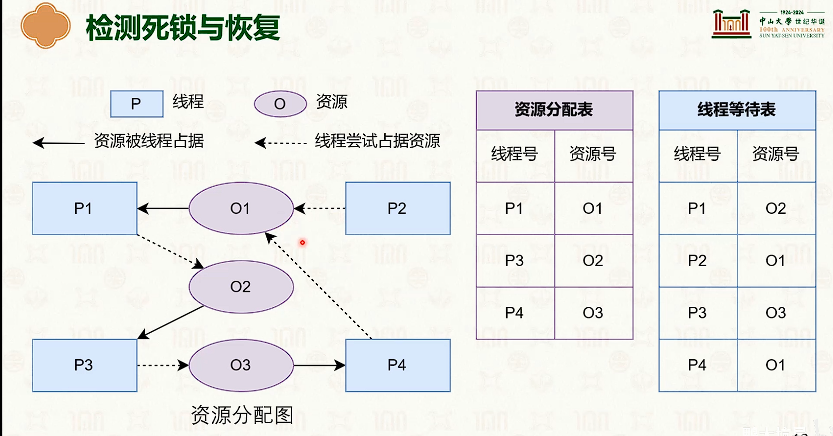 检测死锁与恢复
1924-2024
中山大学 世纪华诞
100th ANNIVERSARY
SUN YAT-SEN UNIVERSITY
P 线程 O 资源
资源被线程占据 线程尝试占据资源
P1 O1 P2
O2
P3 O3 P4
资源分配图
资源分配表
线程号 资源号
P1 O1
P3 O2
P4 O3
线程等待表
线程号 资源号
P1 O2
P2 O1
P3 O3
P4 O1